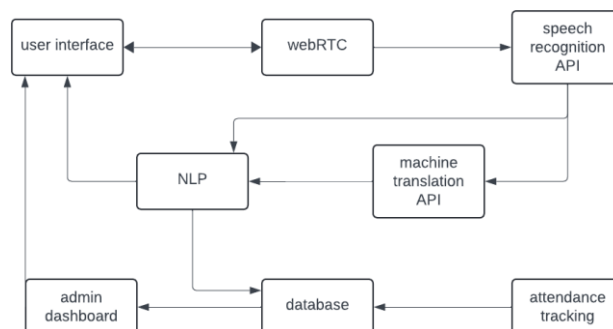 user interface
webRTC
speech
recognition
API
NLP
machine
translation
API
admin
dashboard
database
attendance
tracking